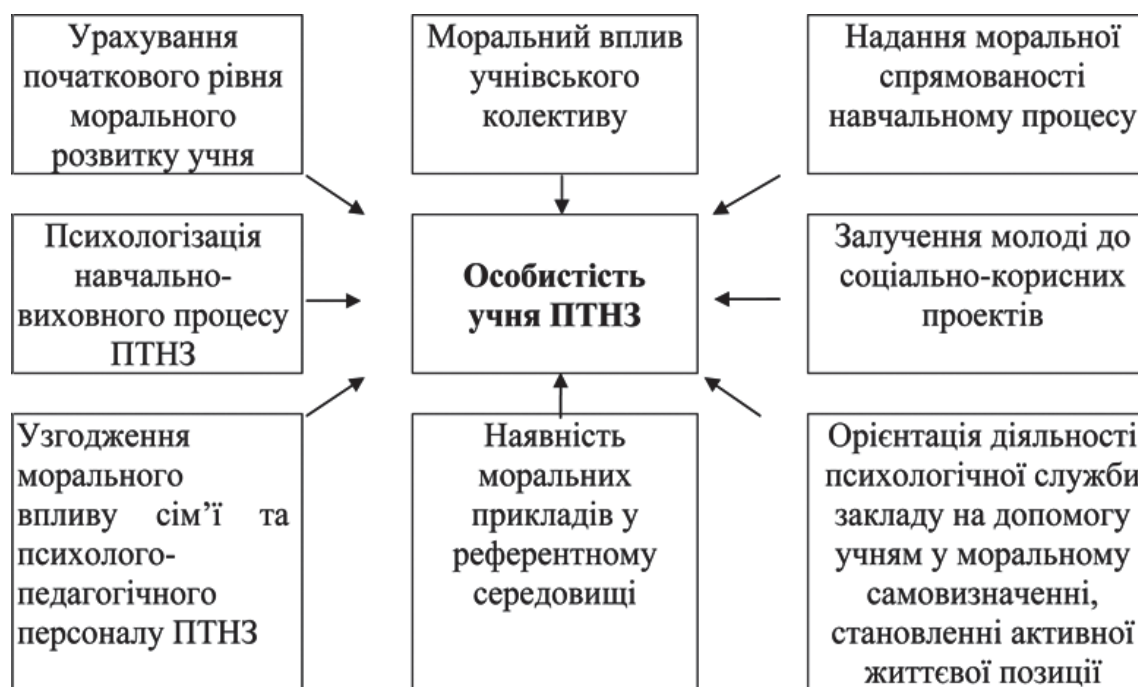 Урахування
початкового рівня
морального
розвитку учня
Моральний вплив
учнівського
колективу
Надання моральної
спрямованості
навчальному процесу
Психологізація
навчально-
виховного процесу
ПТНЗ
Особистість
учня ПТНЗ
Залучення молоді до
соціально-корисних
проектів
Узгодження
морального
впливу сім’ї та
психолого-
педагогічного
персоналу ПТНЗ
Наявність
моральних
прикладів у
референтному
середовищі
Орієнтація діяльності
психологічної служби
закладу на допомогу
учням у моральному
самовизначенні,
становленні активної
життєвої позиції